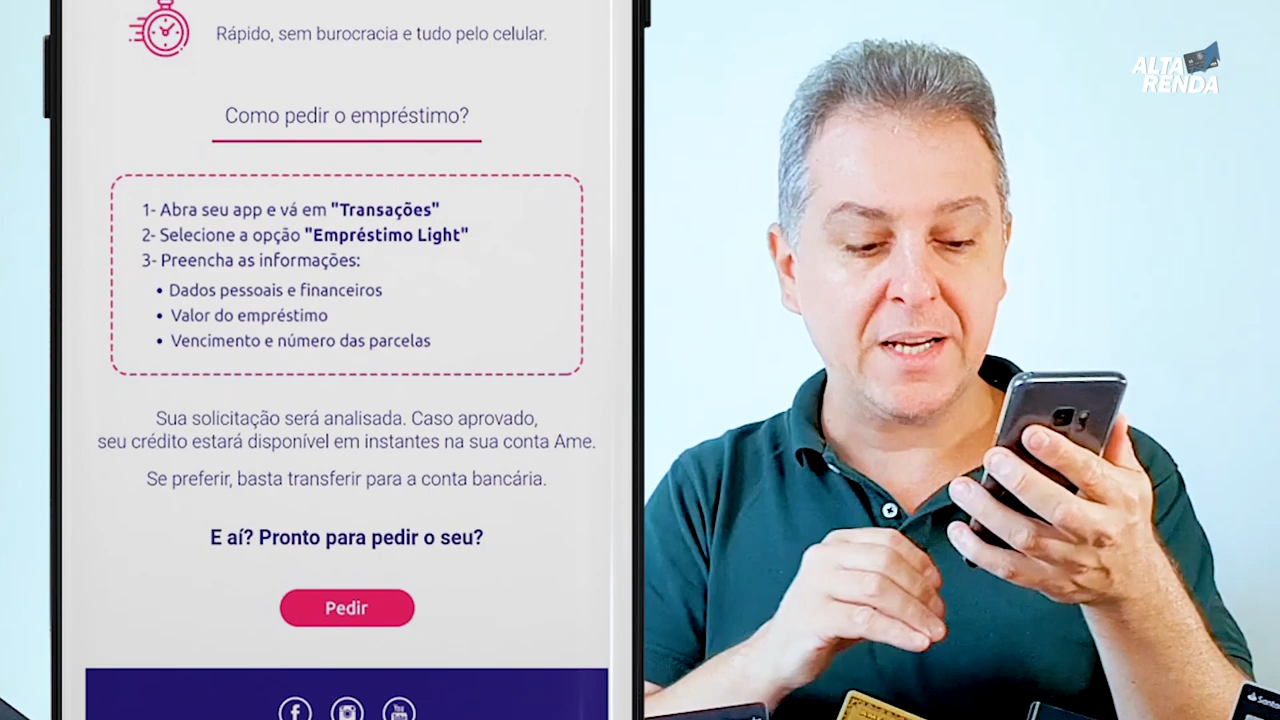 Rápido, sem burocracia e tudo pelo celular.
Como pedir o empréstimo?
1- Abra seu app e vá em "Transações"
2- Selecione a opção "Empréstimo Light"
3- Preencha as informações:
• Dados pessoais e financeiros
• Valor do empréstimo
• Vencimento e número das parcelas
Sua solicitação será analisada. Caso aprovado,
seu crédito estará disponível em instantes na sua conta Ame.
Se preferir, basta transferir para a conta bancária.
E aí? Pronto para pedir o seu?
Pedir
You
ALTA
RENDA